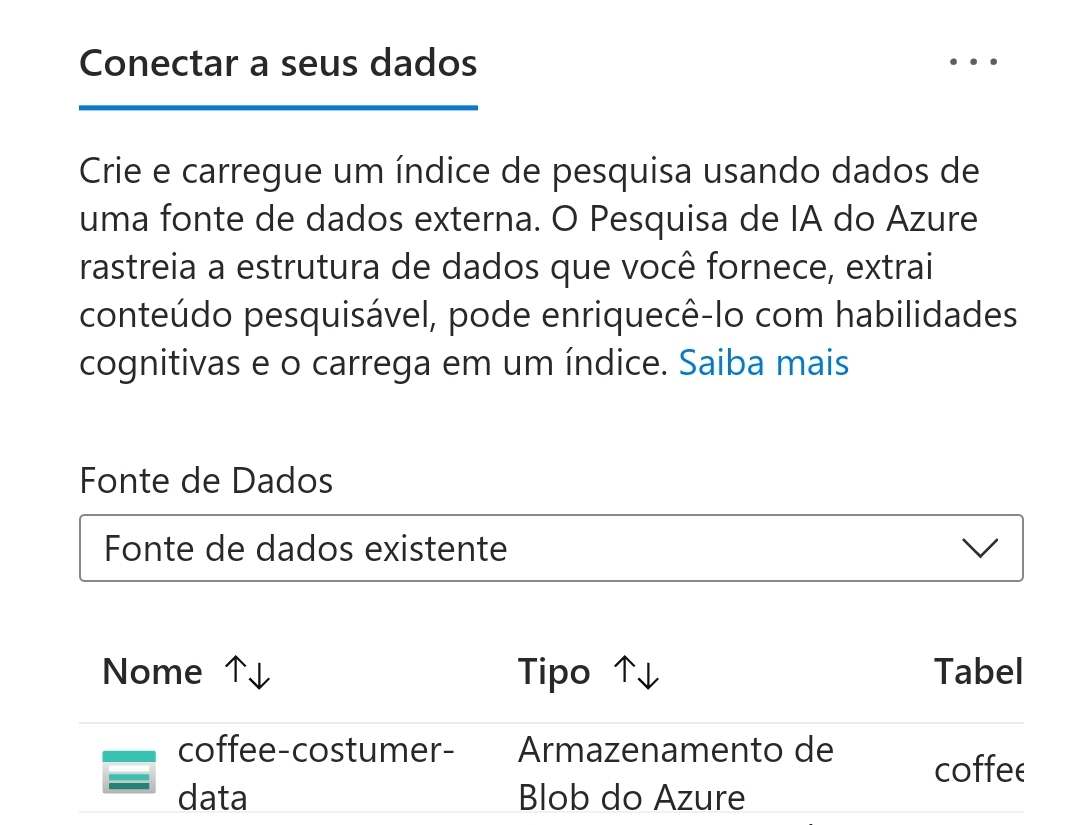 Conectar a seus dados
Crie e carregue um índice de pesquisa usando dados de
uma fonte de dados externa. O Pesquisa de IA do Azure
rastreia a estrutura de dados que você fornece, extrai
conteúdo pesquisável, pode enriquecê-lo com habilidades
cognitivas e o carrega em um índice. Saiba mais
Fonte de Dados
Fonte de dados existente
Nome ↑↓ Tipo ↑↓ Tabel
coffee-costumer- Armazenamento de
data Blob do Azure coffee